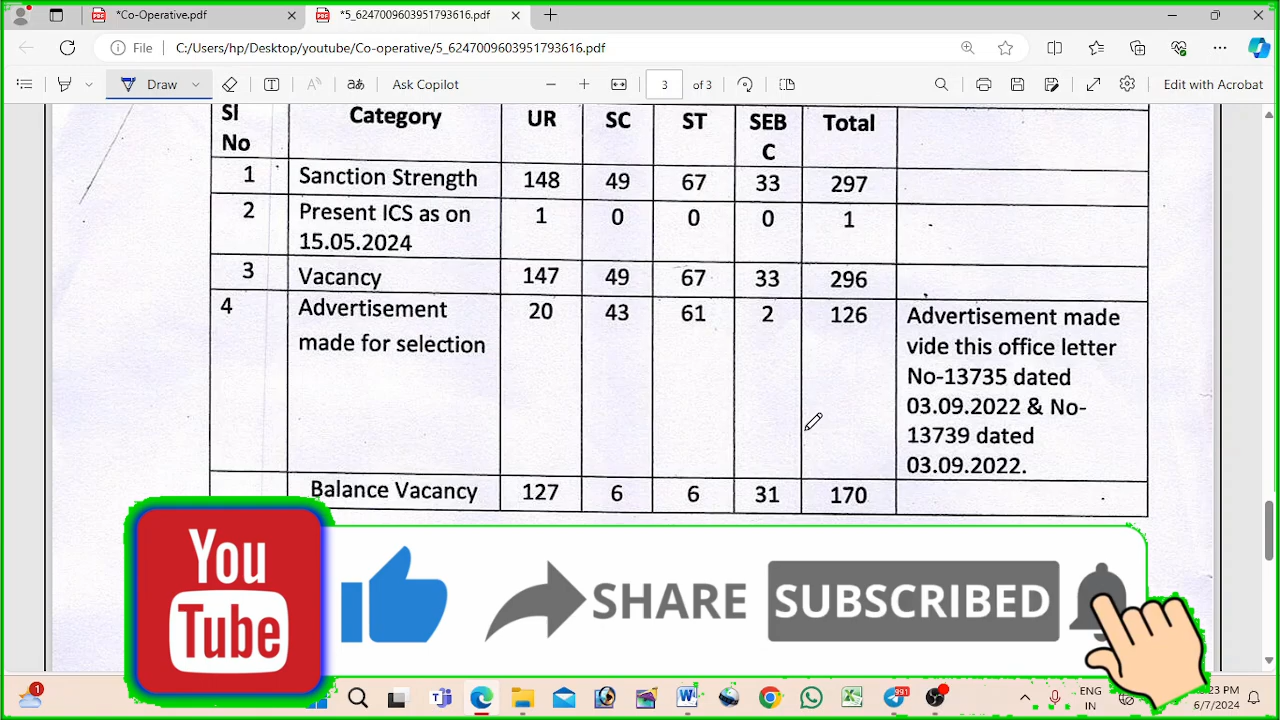 *Co-Operative.pdf
*5_6247009603951793616.pdf
File C:/Users/hp/Desktop/youtube/Co-operative/5_6247009603951793616.pdf
Draw
Ask Copilot
3 of 3
Edit with Acrobat
Sl No Category UR SC ST SEB C Total
1 Sanction Strength 148 49 67 33 297
2 Present ICS as on 15.05.2024 1 0 0 0 1
3 Vacancy 147 49 67 33 296
4 Advertisement made for selection 20 43 61 2 126
Advertisement made
vide this office letter
No-13735 dated
03.09.2022 & No-
13739 dated
03.09.2022.
Balance Vacancy 127 6 6 31 170
You
Tube
SHARE
SUBSCRIBED
1
991
ENG
IN
:23 PM
6/7/2024